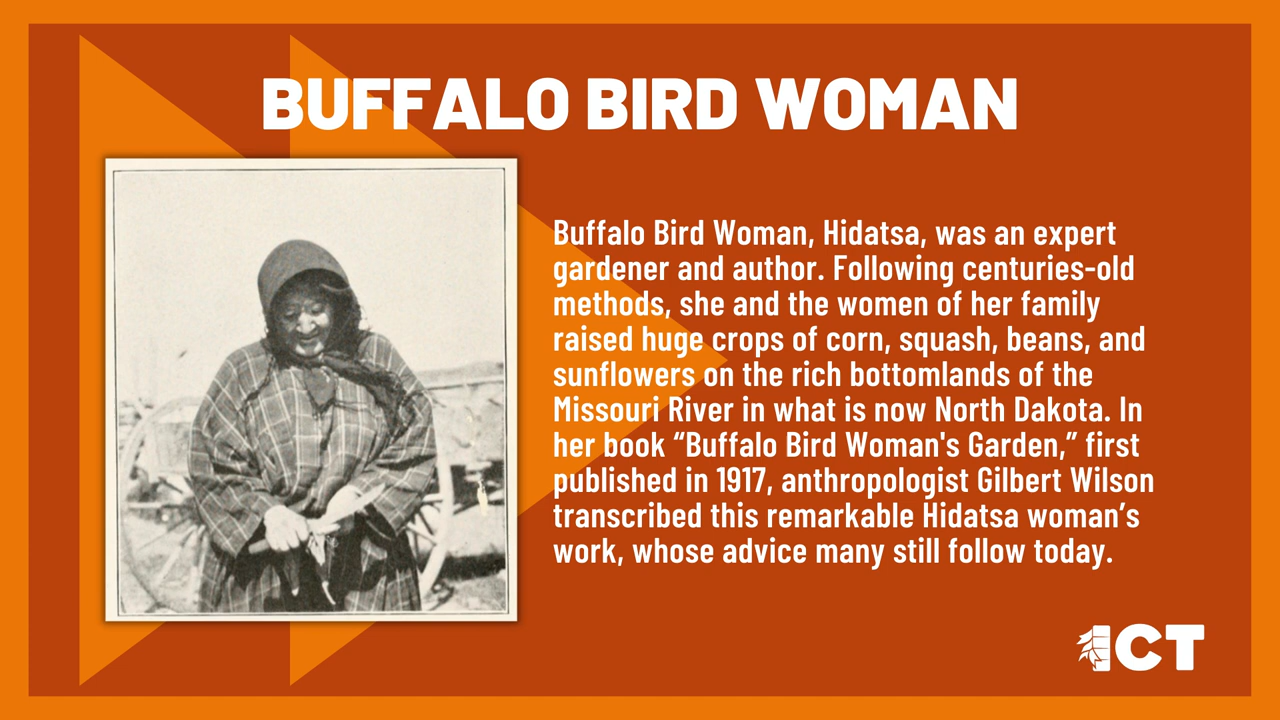 BUFFALO BIRD WOMAN
Buffalo Bird Woman, Hidatsa, was an expert
gardener and author. Following centuries-old
methods, she and the women of her family
raised huge crops of corn, squash, beans, and
sunflowers on the rich bottomlands of the
Missouri River in what is now North Dakota. In
her book “Buffalo Bird Woman's Garden,” first
published in 1917, anthropologist Gilbert Wilson
transcribed this remarkable Hidatsa woman’s
work, whose advice many still follow today.
ICT